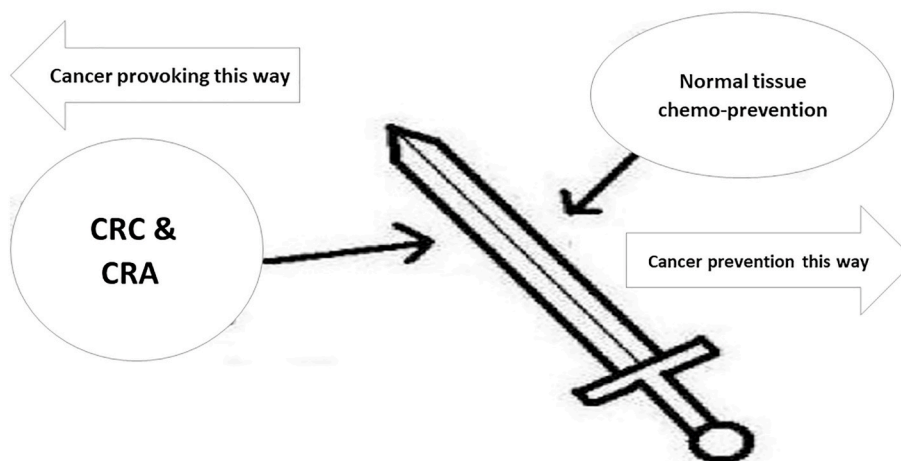 Cancer provoking this way
Normal tissue
chemo-prevention
CRC &
CRA
Cancer prevention this way